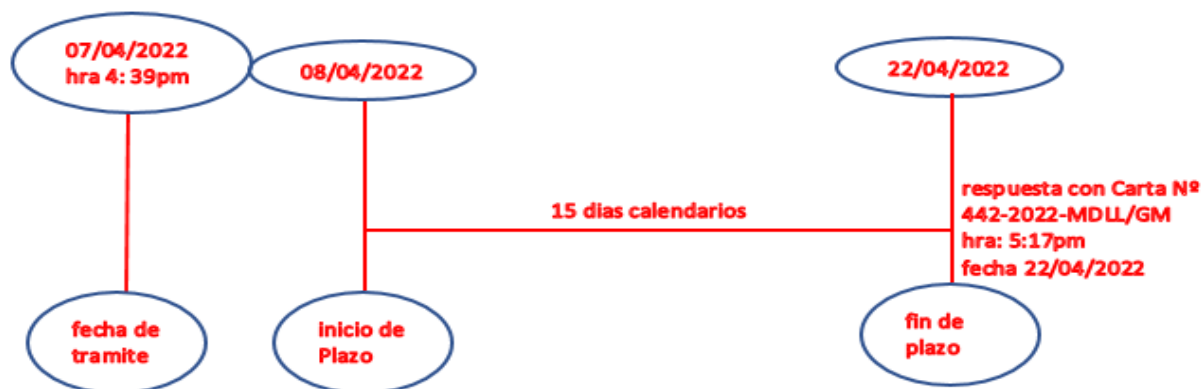 07/04/2022
hra 4: 39pm
08/04/2022
22/04/2022
15 dias calendarios
respuesta con Carta Nº
442-2022-MDLL/GM
hra: 5:17pm
fecha 22/04/2022
fecha de
tramite
inicio de
Plazo
fin de
plazo